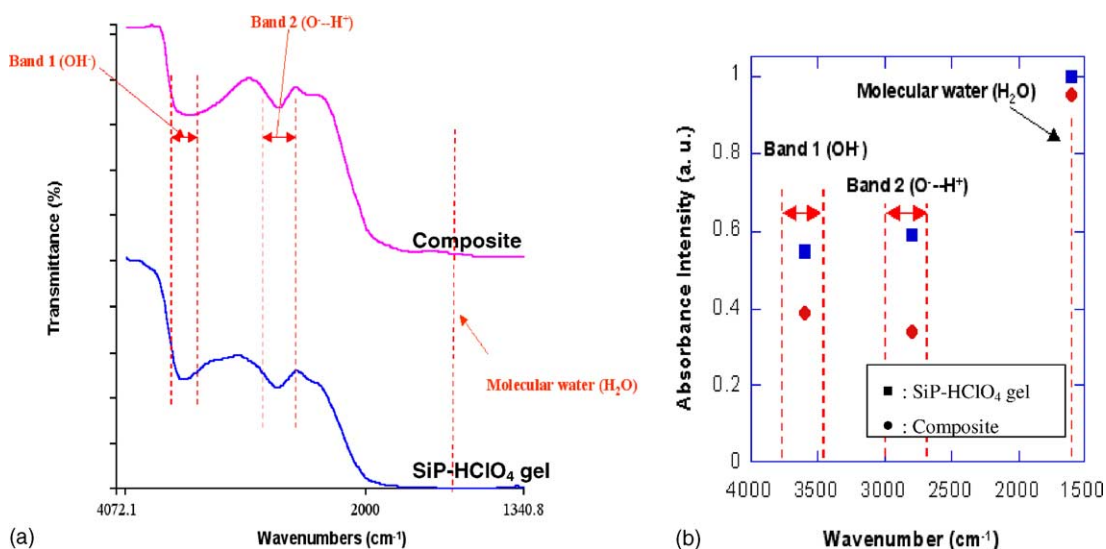 Band 2 (O⁻--H⁺)
Band 1 (OH⁻)
Transmittance (%)
Composite
Molecular water (H₂O)
SiP-HClO₄ gel
4072.1 2000 1340.8
(a) Wavenumbers (cm⁻¹)
1
Molecular water (H₂O)
0.8
Band 1 (OH⁻)
Band 2 (O⁻--H⁺)
Absorbance Intensity (a. u.)
0.6
0.4
■ : SiP-HClO₄ gel
0.2
● : Composite
0
4000 3500 3000 2500 2000 1500
(b) Wavenumber (cm⁻¹)